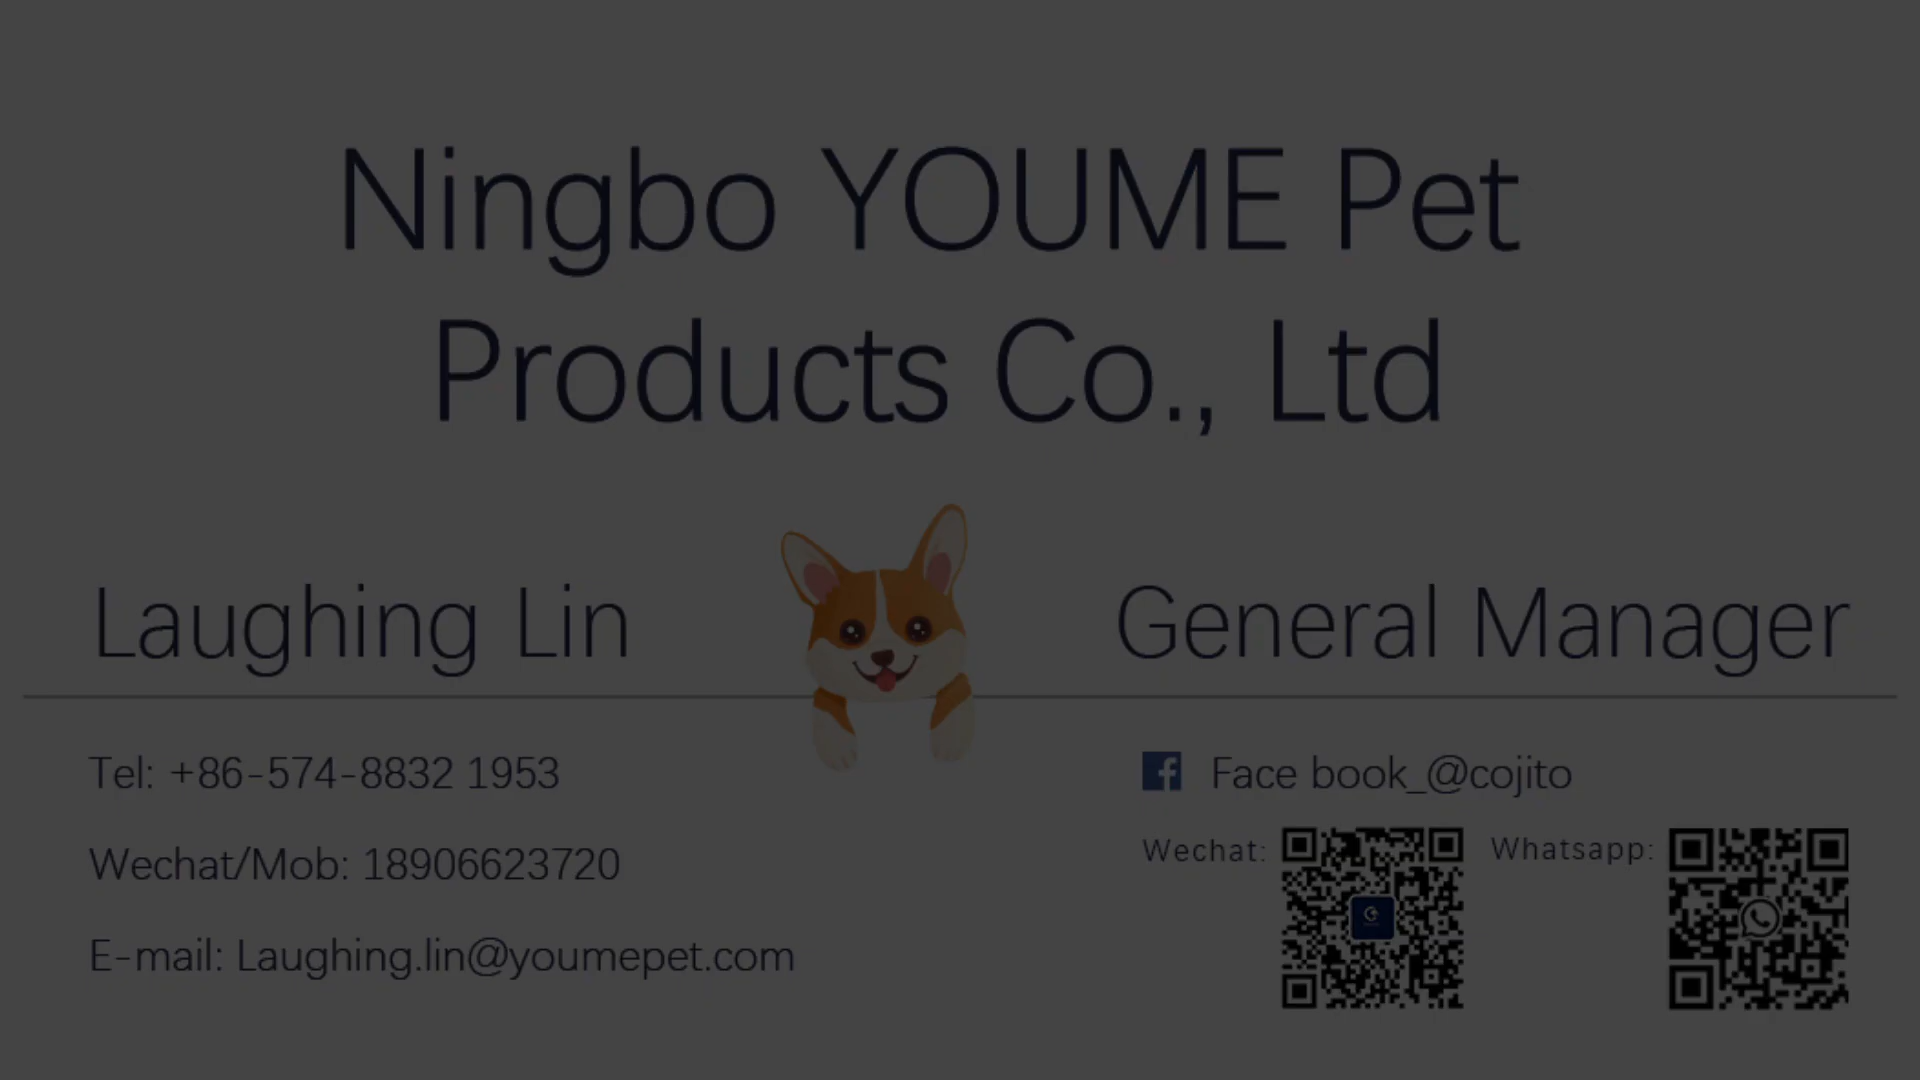 Ningbo YOUME Pet
Products Co., Ltd
Laughing Lin
General Manager
Tel: +86-574-8832 1953
Wechat/Mob: 18906623720
E-mail: Laughing.lin@youmepet.com
Face book_@cojito
Wechat:
Whatsapp: